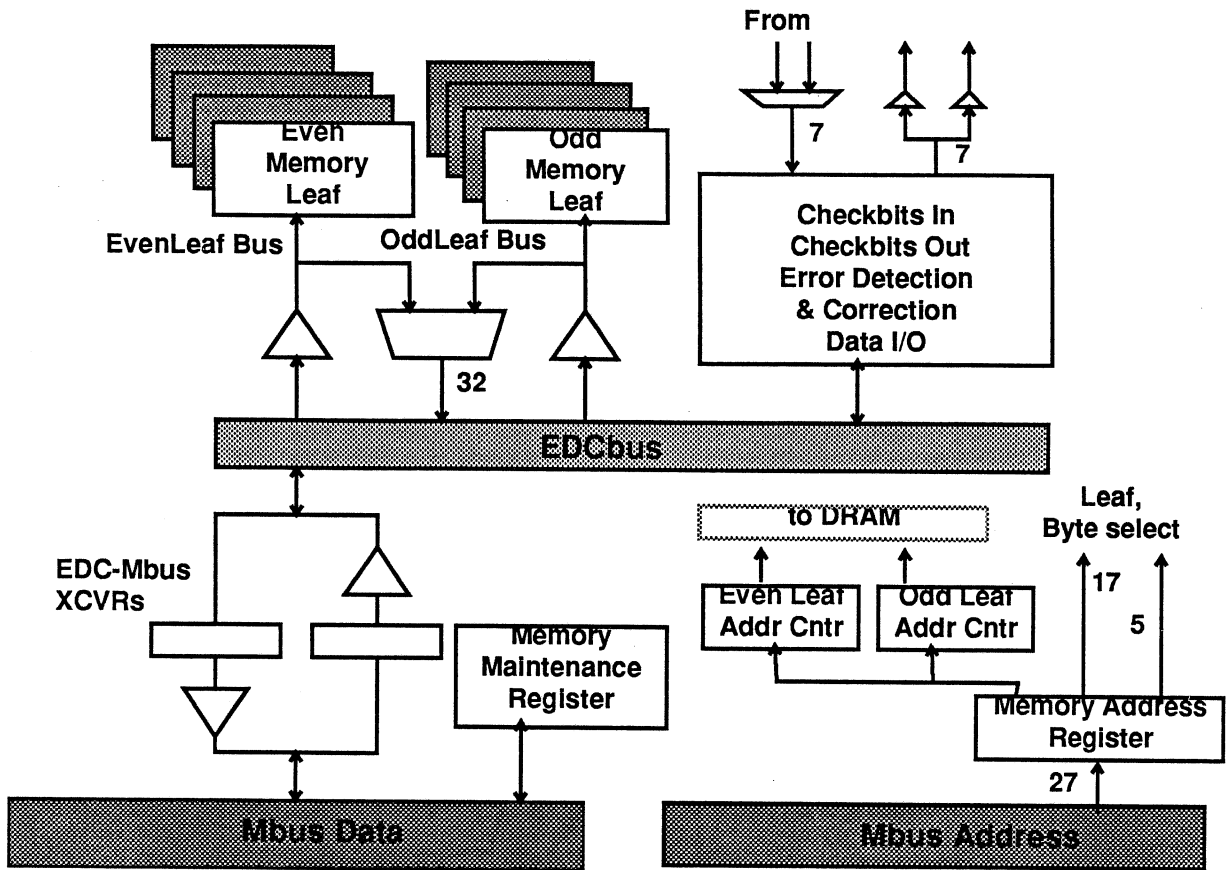 From
7
7
Even
Memory
Leaf
Odd
Memory
Leaf
EvenLeaf Bus
OddLeaf Bus
Checkbits In
Checkbits Out
Error Detection
& Correction
Data I/O
32
EDCbus
to DRAM
Leaf,
Byte select
17
5
EDC-Mbus
XCVRs
Even Leaf
Addr Cntr
Odd Leaf
Addr Cntr
Memory
Maintenance
Register
Memory Address
Register
27
Mbus Data
Mbus Address